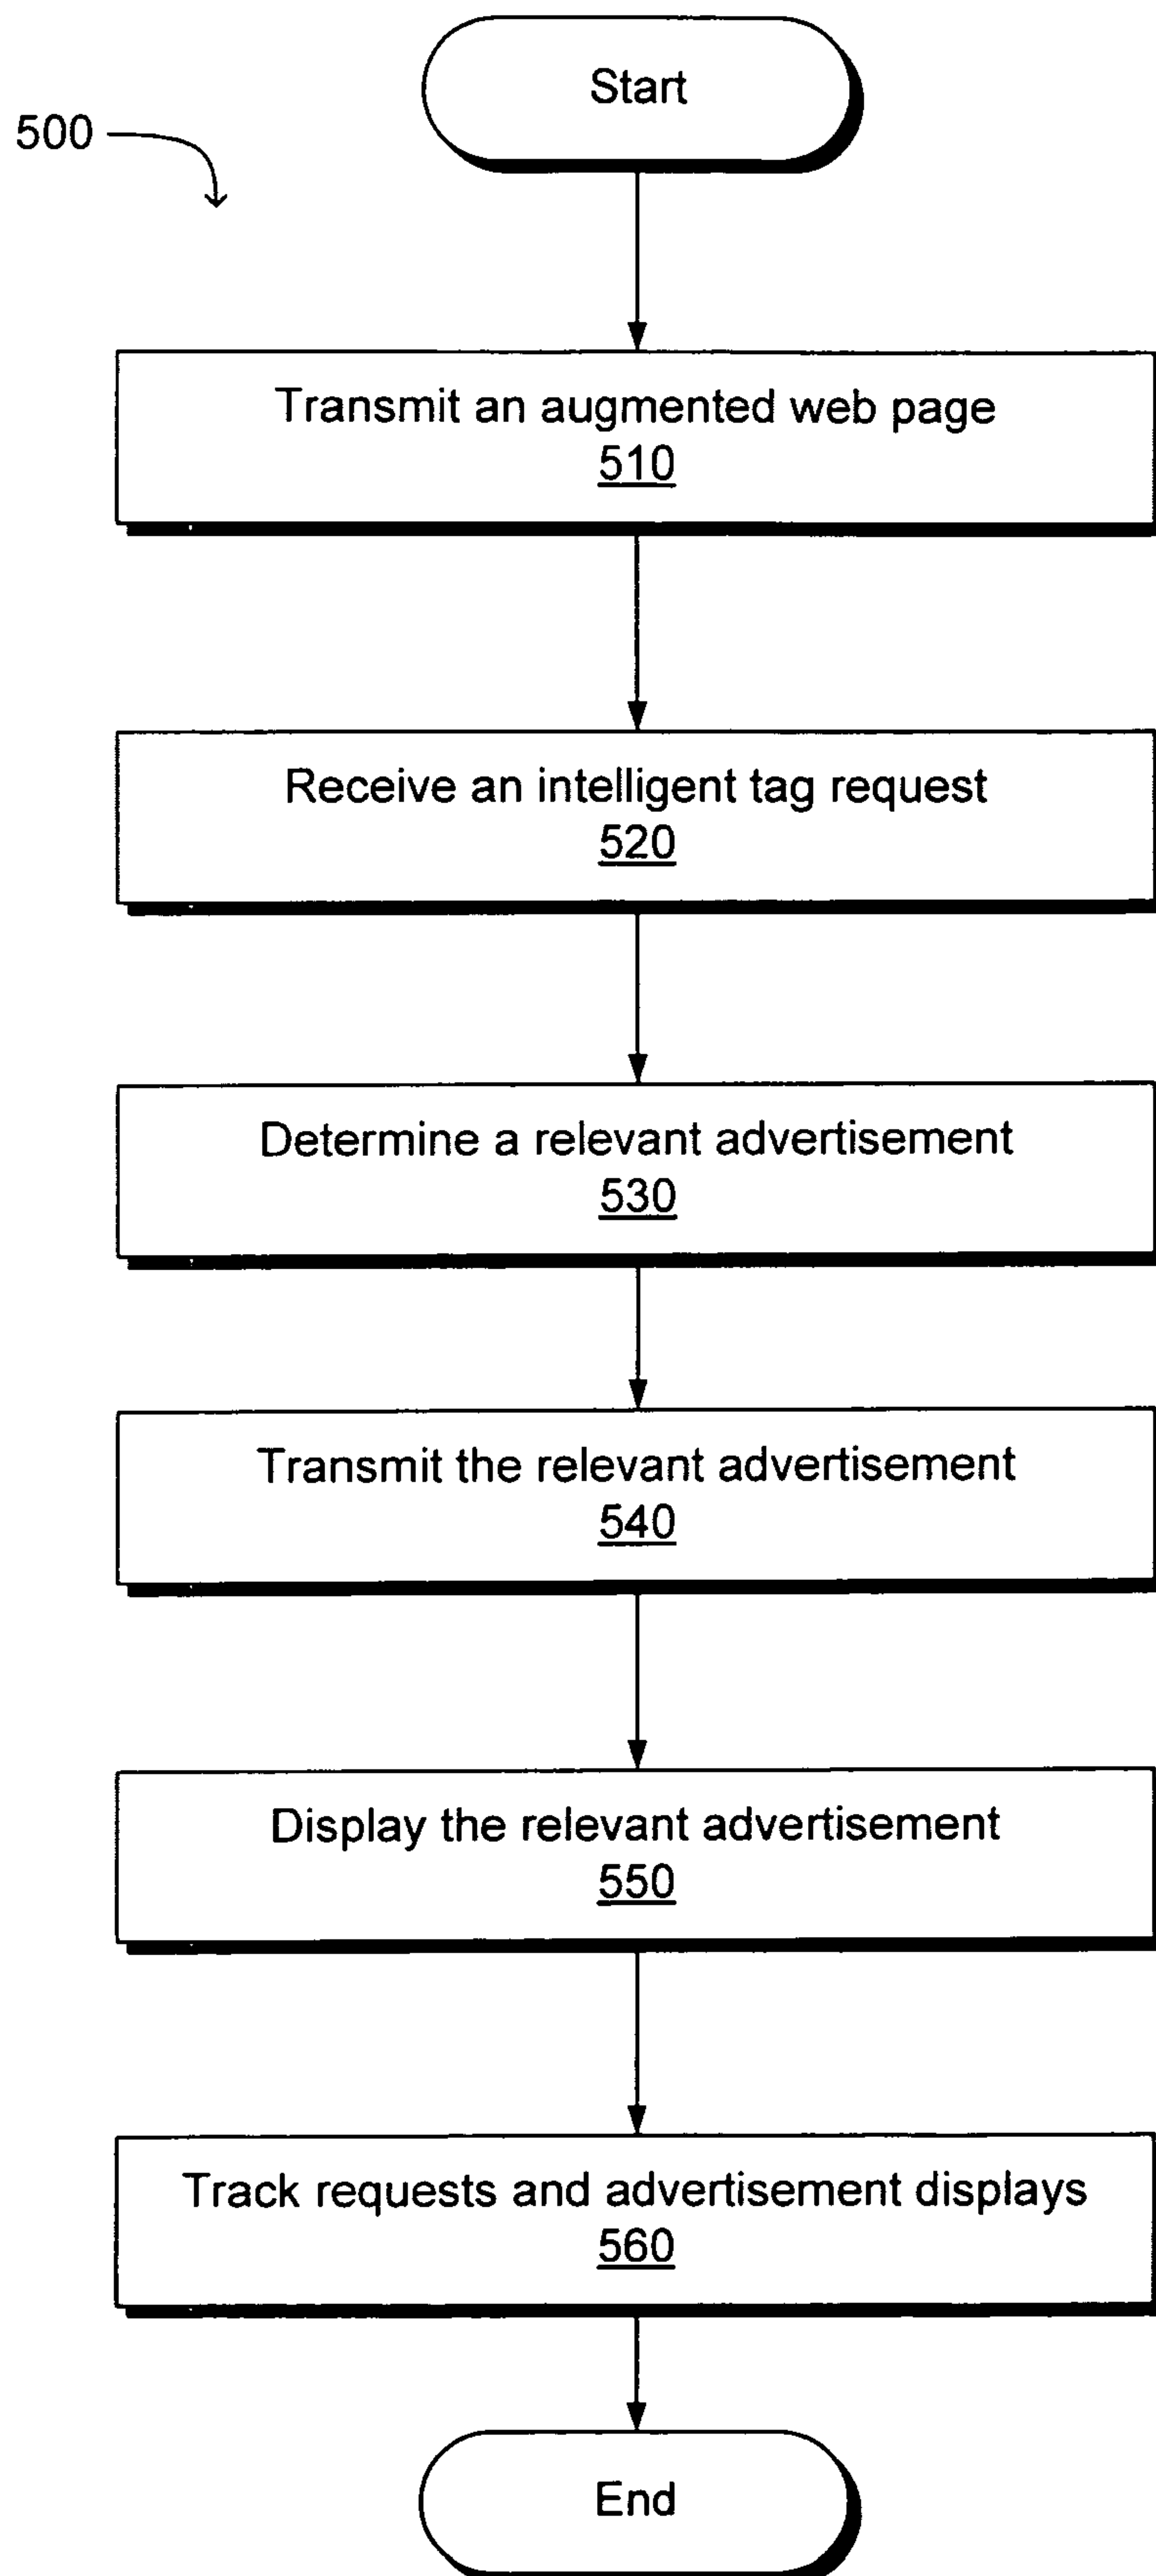 Start
500
Transmit an augmented web page
510
Receive an intelligent tag request
520
Determine a relevant advertisement
530
Transmit the relevant advertisement
540
Display the relevant advertisement
550
Track requests and advertisement displays
560
End